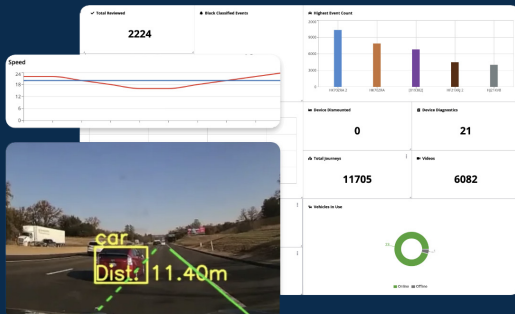 Total Reviewed
2224
Block Classified Events
Highest Event Count
Speed
24
18
12
6
0
Device Dismounted
0
Device Diagnostics
21
Total Journeys
11705
Videos
6082
Vehicles in Use
Online
Offline
car
Dist: 11.40m